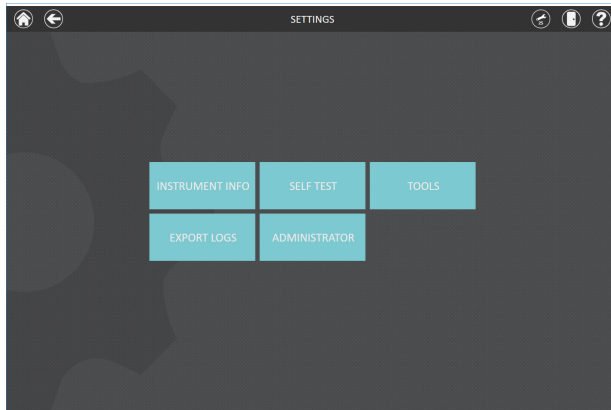 SETTINGS
?
INSTRUMENT INFO
SELF TEST
TOOLS
EXPORT LOGS
ADMINISTRATOR